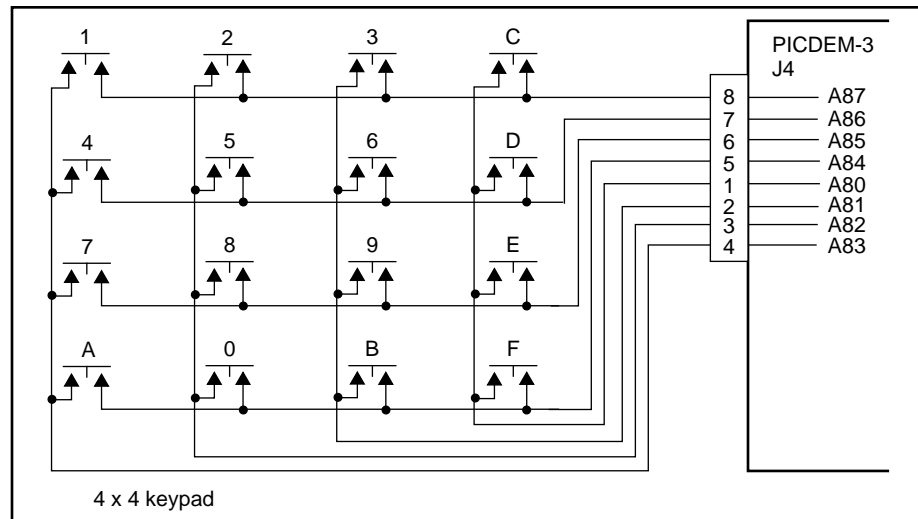 1 2 3 C
PICDEM-3
J4
8 A87
7 A86
4 5 6 D
6 A85
5 A84
1 A80
2 A81
3 A82
4 A83
7 8 9 E
A 0 B F
4 x 4 keypad